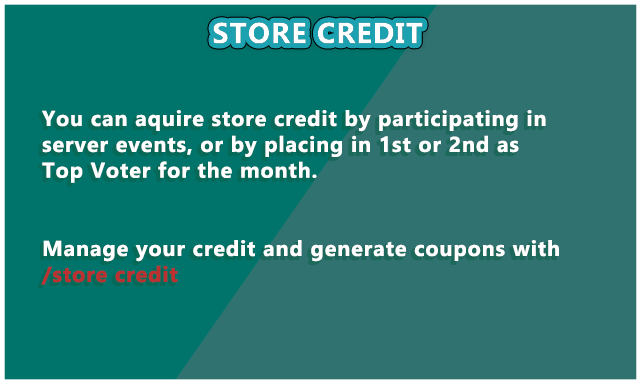 STORE CREDIT
You can aquire store credit by participating in
server events, or by placing in 1st or 2nd as
Top Voter for the month.
Manage your credit and generate coupons with
/store credit